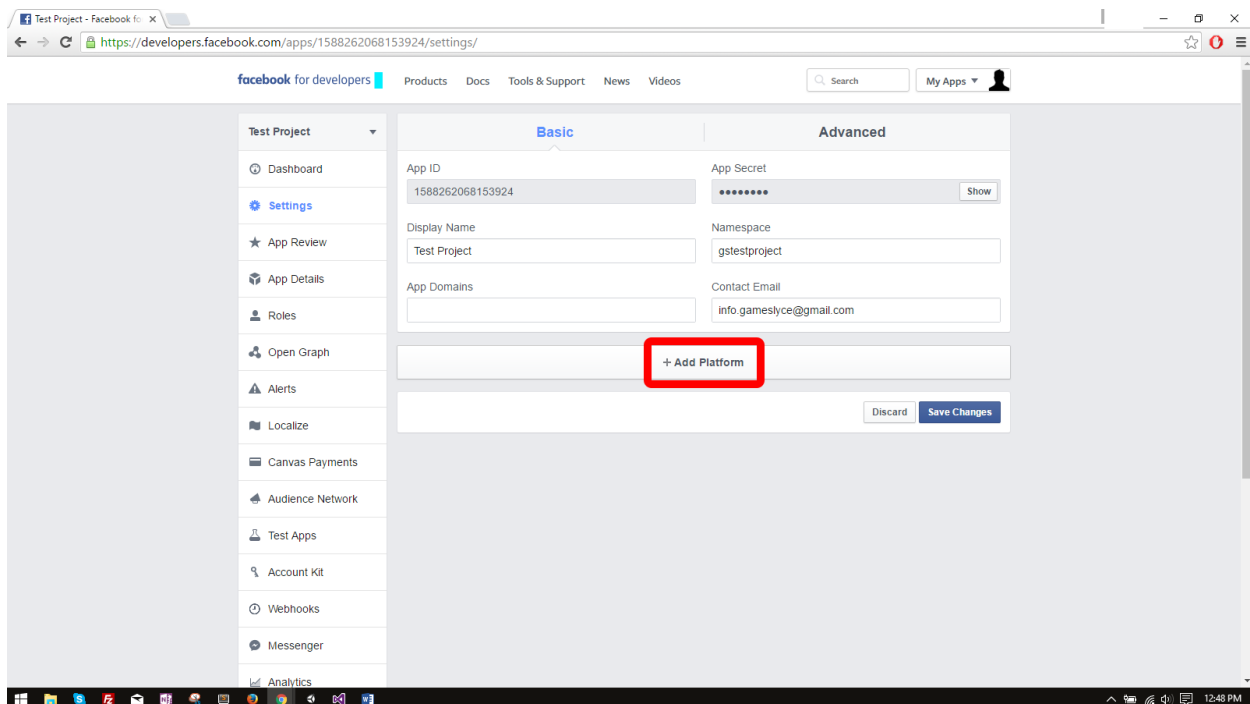 Test Project - Facebook fo
https://developers.facebook.com/apps/1588262068153924/settings/
facebook for developers Products Docs Tools & Support News Videos Search My Apps
Test Project
Dashboard
Settings
App Review
App Details
Roles
Open Graph
Alerts
Localize
Canvas Payments
Audience Network
Test Apps
Account Kit
Webhooks
Messenger
Analytics
Basic Advanced
App ID App Secret
1588262068153924 •••••••• Show
Display Name Namespace
Test Project gstestproject
App Domains Contact Email
info.gameslyce@gmail.com
+ Add Platform
Discard Save Changes
12:48 PM